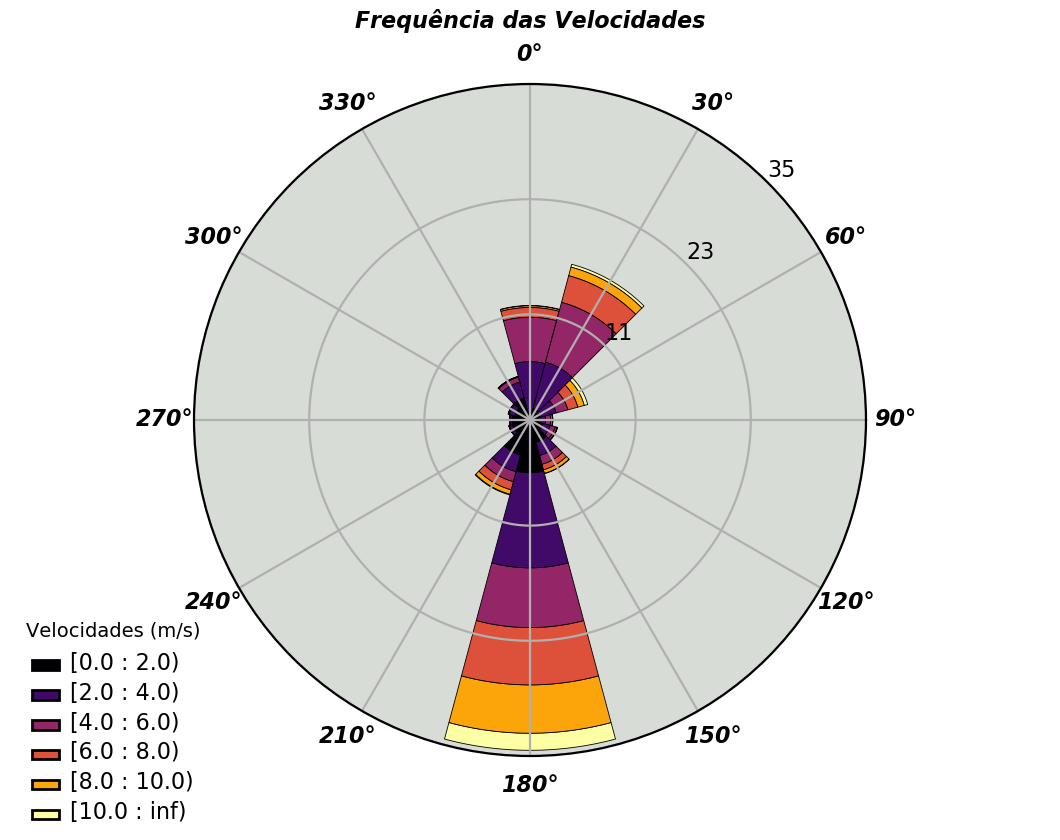 Frequência das Velocidades
0°
330°
30°
35
300°
60°
23
11
270°
90°
240°
120°
210°
150°
180°
Velocidades (m/s)
[0.0 : 2.0)
[2.0 : 4.0)
[4.0 : 6.0)
[6.0 : 8.0)
[8.0 : 10.0)
[10.0 : inf)